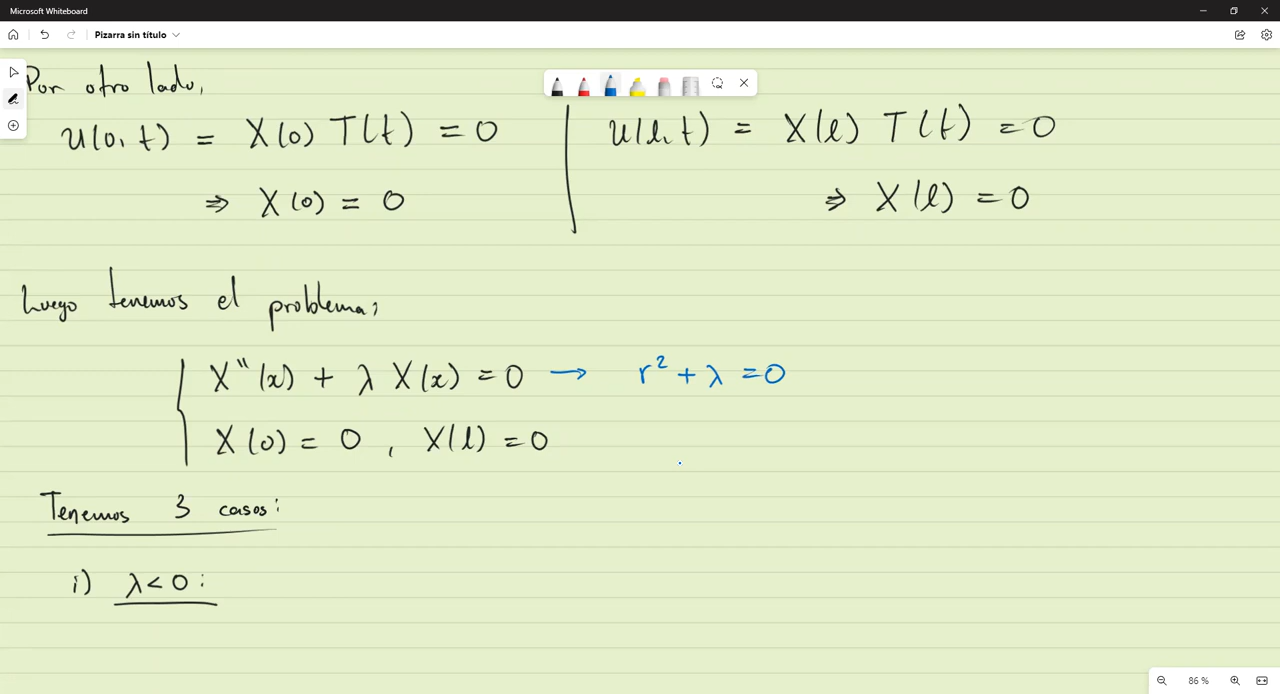 Microsoft Whiteboard
Pizarra sin título
Por otro lado,
u(0,t) = X(0) T(t) = 0
⇒ X(0) = 0
u(l,t) = X(l) T(t) = 0
⇒ X(l) = 0
Luego tenemos el problema;
X''(x) + λ X(x) = 0 → r² + λ = 0
X(0) = 0 , X(l) = 0
Tenemos 3 casos:
i) λ < 0 :
86 %